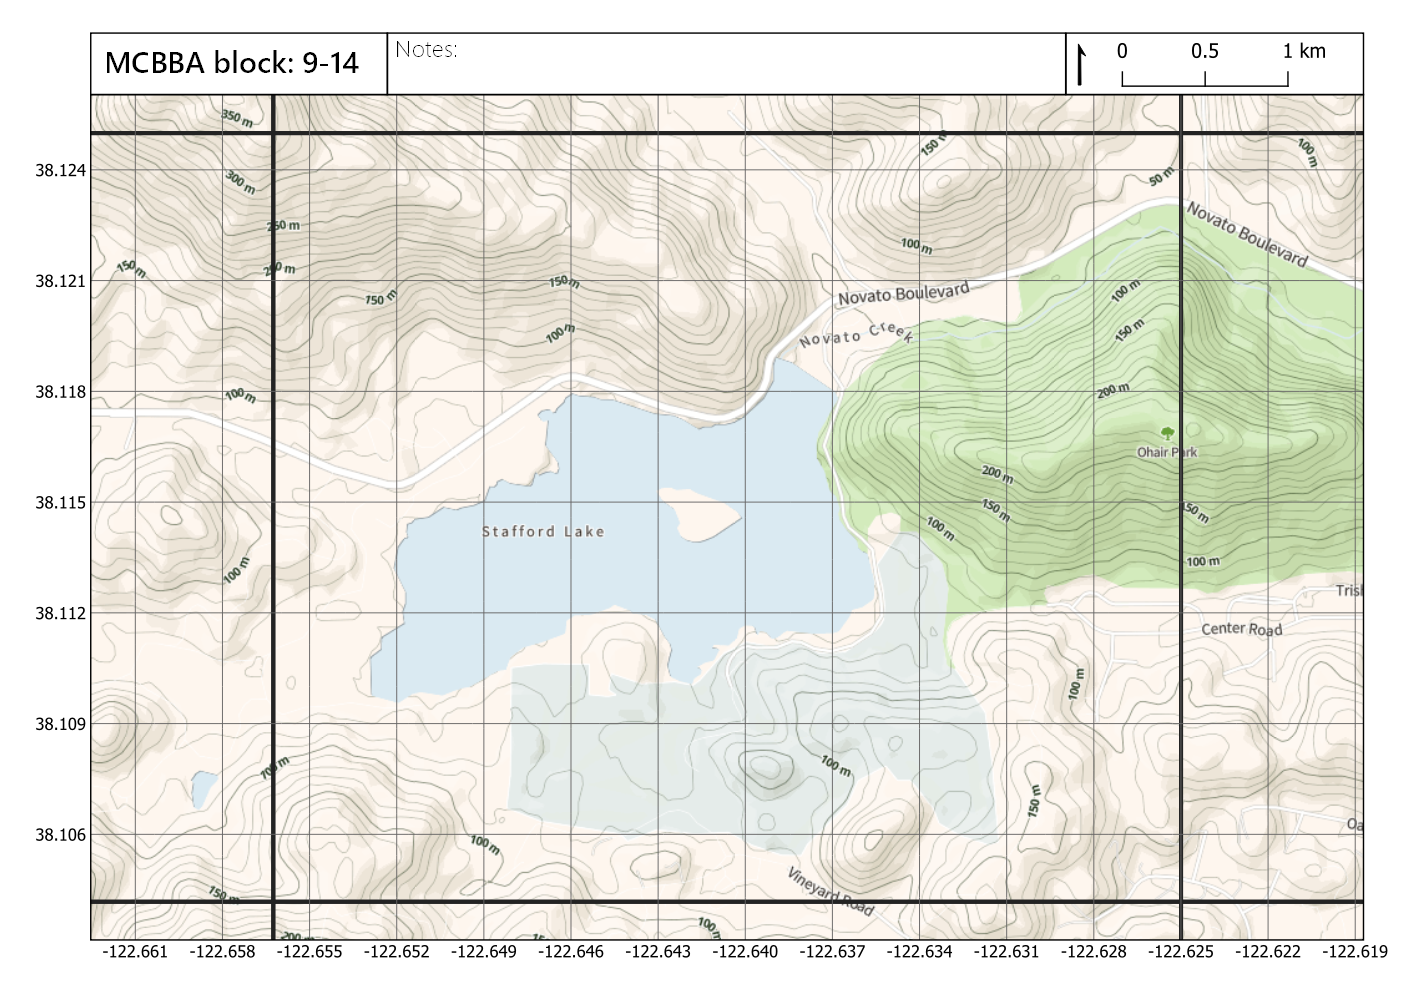 MCBBA block: 9-14
Notes:
0 0.5 1 km
350 m
150 m
100 m
38.124
300 m
50 m
250 m
Novato Boulevard
100 m
150 m
200 m
38.121
150 m
150 m
100 m
Novato Boulevard
100 m
Novato Creek
150 m
38.118
100 m
200 m
Ohair Park
200 m
38.115
150 m
150 m
Stafford Lake
100 m
100 m
100 m
Trisl
38.112
Center Road
100 m
38.109
100 m
100 m
150 m
38.106
100 m
Oa
Vineyard Road
150 m
100 m
200 m
15
-122.661 -122.658 -122.655 -122.652 -122.649 -122.646 -122.643 -122.640 -122.637 -122.634 -122.631 -122.628 -122.625 -122.622 -122.619